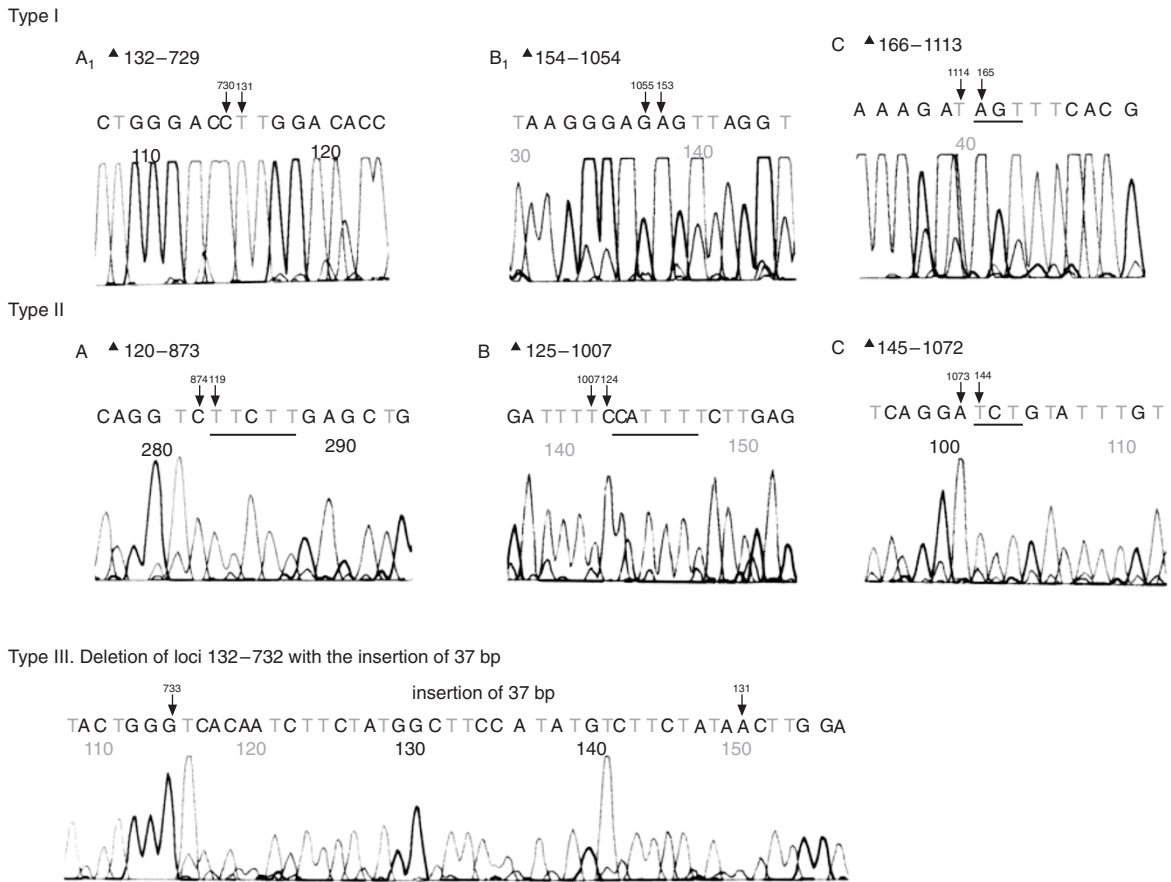 Type I
A1 ▲ 132–729
730 131
CTGGGACCTTGGACACC
110 120
B1 ▲ 154–1054
1055 153
TAAGGGAGAGTTAGGT
30 140
C ▲ 166–1113
1114 165
AAAGATAGTTTCACG
40
Type II
A ▲ 120–873
874 119
CAGGTCTTCTTGAGCTG
280 290
B ▲ 125–1007
1007 124
GATTTTCCATTTTCTTGAG
140 150
C ▲ 145–1072
1073 144
TCAGGATCTGTATTTGT
100 110
Type III. Deletion of loci 132–732 with the insertion of 37 bp
733 insertion of 37 bp 131
TACTGGGTCACAATCTTCTATGGCTTCCATATGTCTTCTATAACTTGGA
110 120 130 140 150